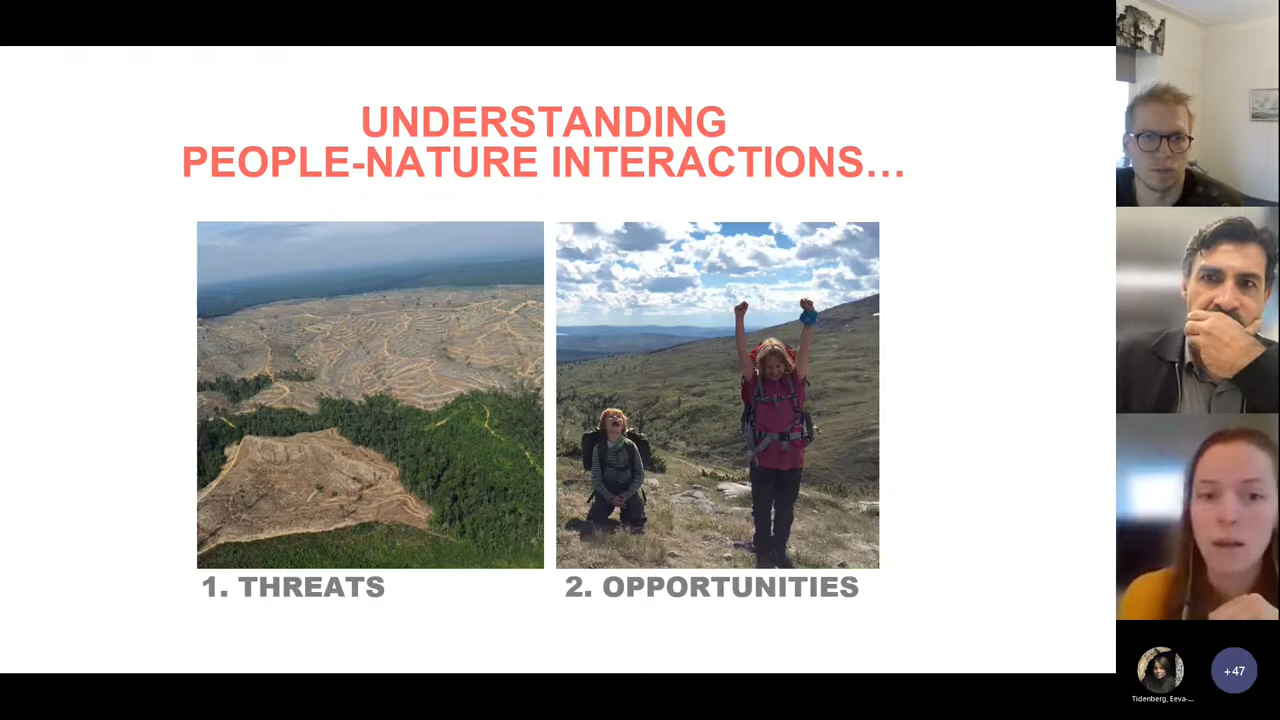 UNDERSTANDING
PEOPLE-NATURE INTERACTIONS...
1. THREATS
2. OPPORTUNITIES
+47
Tidenberg, Eeva-...